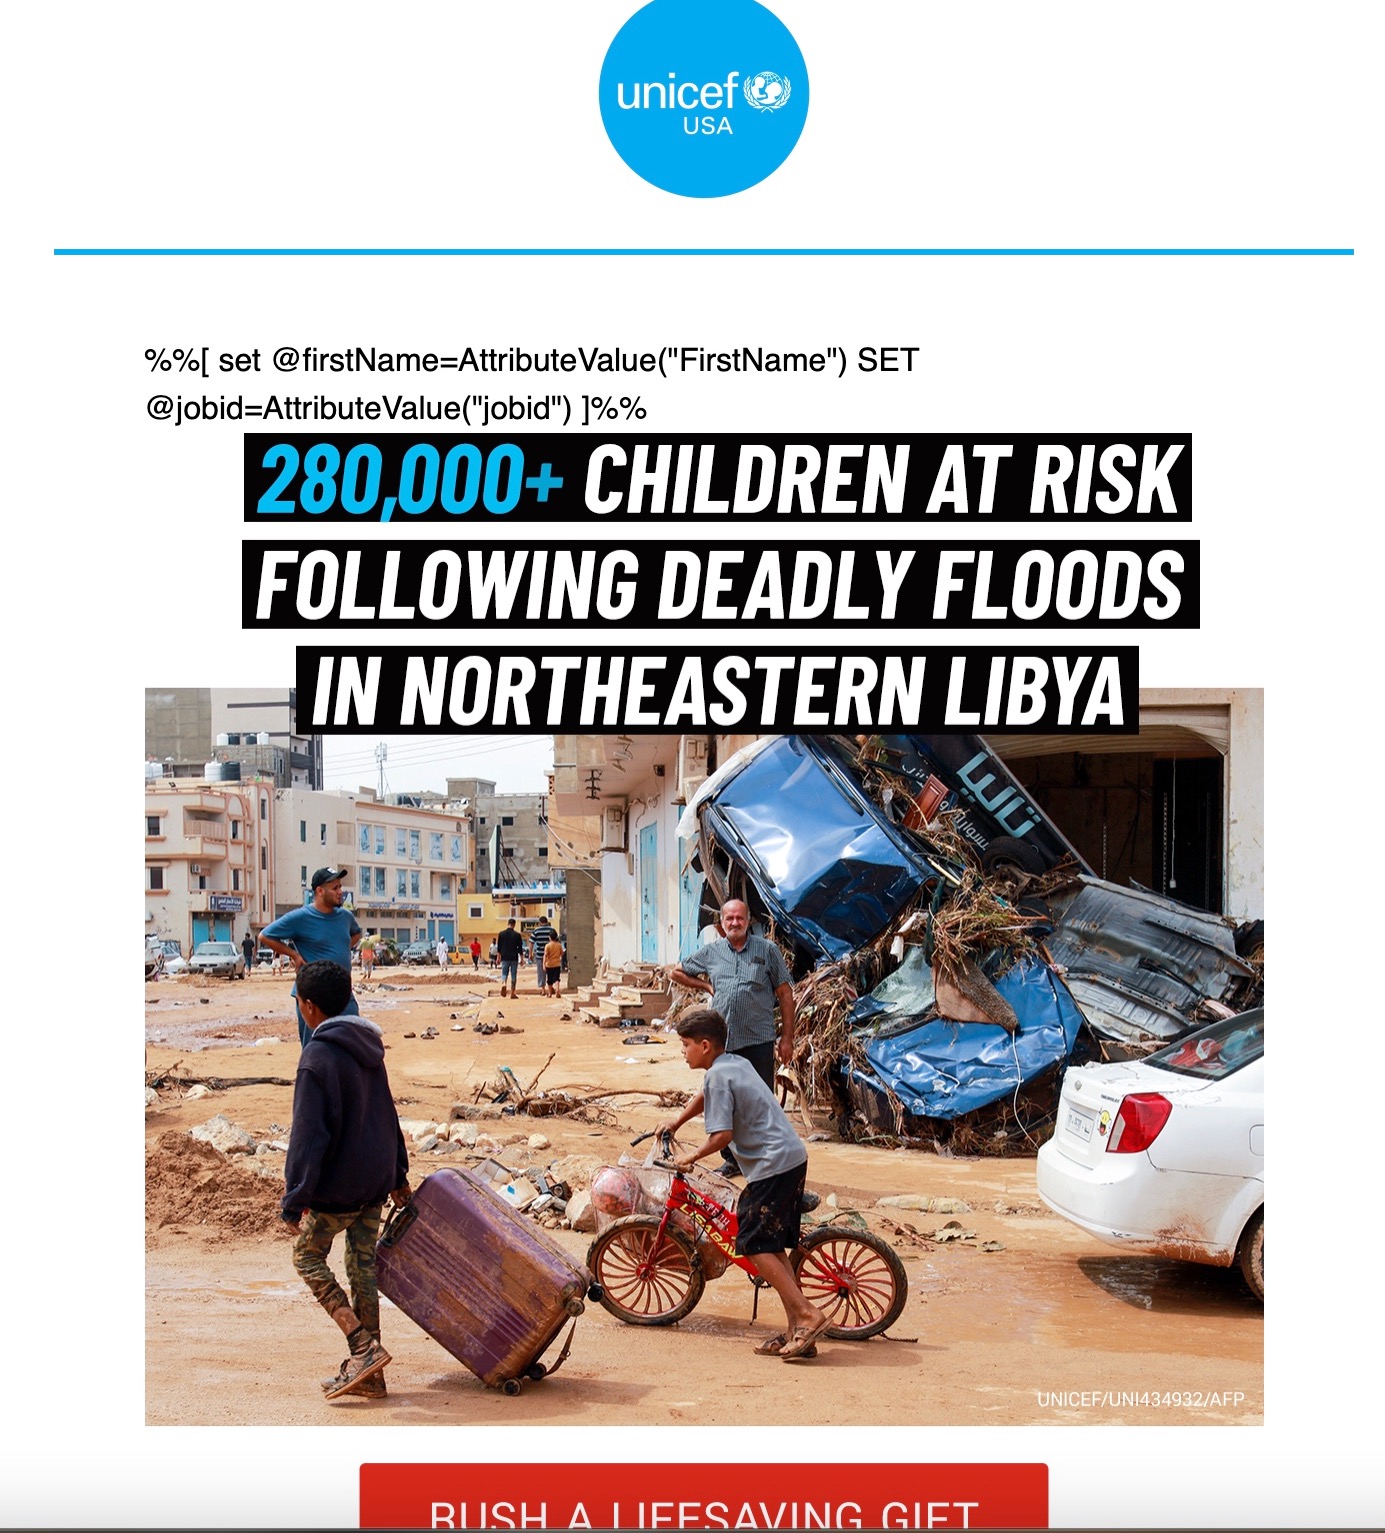 unicef
USA
%%[ set @firstName=AttributeValue("FirstName") SET
@jobid=AttributeValue("jobid") ]%%
280,000+ CHILDREN AT RISK
FOLLOWING DEADLY FLOODS
IN NORTHEASTERN LIBYA
LISABAW
UNICEF/UNI434932/AFP
RUSH A LIFESAVING GIFT